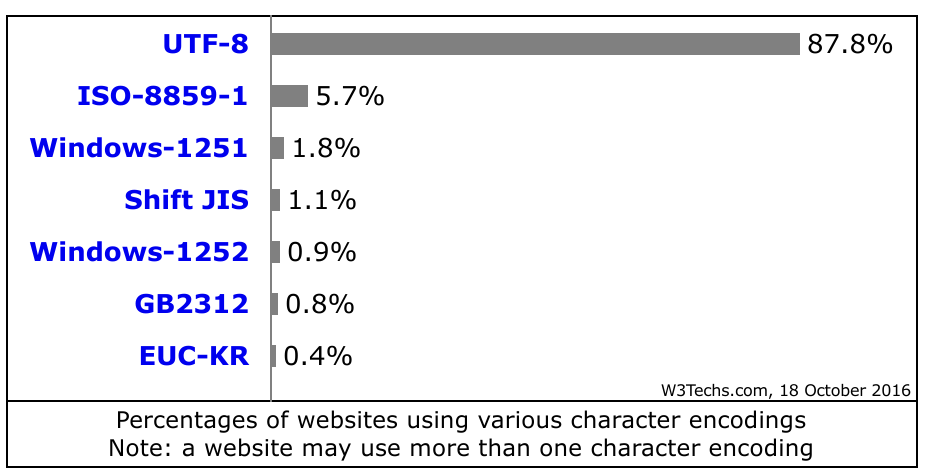 UTF-8 87.8%
ISO-8859-1 5.7%
Windows-1251 1.8%
Shift JIS 1.1%
Windows-1252 0.9%
GB2312 0.8%
EUC-KR 0.4%
W3Techs.com, 18 October 2016
Percentages of websites using various character encodings
Note: a website may use more than one character encoding